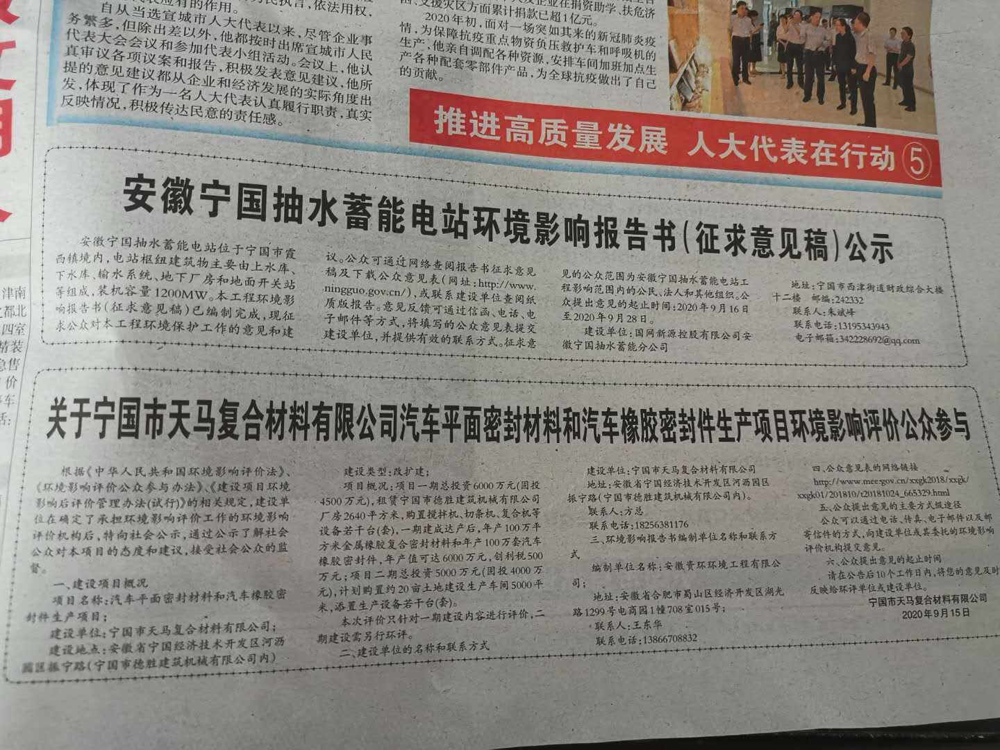 代表应有的作用。
自从当选宣城市人大代表以来,尽管企业事
务繁多,但除出差以外,他都按时出席宣城市人民
代表大会会议和参加代表小组活动。会议上,他认
真审议各项议案和报告,积极发表意见建议,他所
提的意见建议都从企业和经济发展的实际角度出
发,体现了作为一名人大代表认真履行职责,真实
反映情况,积极传达民意的责任感。
企业在捐资助学、扶危济
困、支援灾区方面累计捐款已超1亿元。
2020年初,面对一场突如其来的新冠肺炎疫
情,为保障抗疫重点物资负压救护车和呼吸机的
生产,他亲自调配各种资源,安排车间加班加点生
产各种配套零部件产品,为全球抗疫做出了自己
的贡献。
推进高质量发展 人大代表在行动⑤
安徽宁国抽水蓄能电站环境影响报告书(征求意见稿)公示
安徽宁国抽水蓄能电站位于宁国市霞
西镇境内,电站枢纽建筑物主要由上水库、
下水库、输水系统、地下厂房和地面开关站
等组成,装机容量1200MW。本工程环境影
响报告书(征求意见稿)已编制完成,现征
求公众对本工程环境保护工作的意见和建
议。公众可通过网络查阅报告书征求意见
稿及下载公众意见表(网址:http://www.
ningguo.gov.cn/),或联系建设单位查阅纸
质版报告。意见反馈可通过信函、电话、电
子邮件等方式,将填写的公众意见表提交
建设单位,并提供有效的联系方式。征求意
见的公众范围为安徽宁国抽水蓄能电站工
程影响范围内的公民、法人和其他组织。公
众提出意见的起止时间:2020年9月16日
至2020年9月28日。
建设单位:国网新源控股有限公司安
徽宁国抽水蓄能分公司
地址:宁国市西津街道财政综合大楼
十二楼 邮编:242332
联系人:朱斌峰
联系电话:13195343943
电子邮箱:342228692@qq.com
关于宁国市天马复合材料有限公司汽车平面密封材料和汽车橡胶密封件生产项目环境影响评价公众参与
根据《中华人民共和国环境影响评价法》、
《环境影响评价公众参与办法》、《建设项目环境
影响后评价管理办法(试行)》的相关规定,建设单
位在确定了承担环境影响评价工作的环境影响
评价机构后,特向社会公示,通过公示了解社会
公众对本项目的态度和建议,接受社会公众的监
督。
一、建设项目概况
项目名称:汽车平面密封材料和汽车橡胶密
封件生产项目;
建设单位:宁国市天马复合材料有限公司;
建设地点:安徽省宁国经济技术开发区河沥
园区振宁路(宁国市德胜建筑机械有限公司内)
建设类型:改扩建;
项目概况:项目一期总投资6000万元(固投
4500万元),租赁宁国市德胜建筑机械有限公司
厂房2640平方米,购置搅拌机、切条机、复合机等
设备若干台(套),一期建成达产后,年产100万平
方米金属橡胶复合密封材料和年产100万套汽车
橡胶密封件,年产值可达6000万元,创利税500
万元;项目二期总投资5000万元(固投4000万
元),计划购置约20亩土地建设生产车间5000平
米,添置生产设备若干台(套)。
本次评价只针对一期建设内容进行评价,二
期建设需另行环评。
二、建设单位的名称和联系方式
建设单位:宁国市天马复合材料有限公司
地址:安徽省宁国经济技术开发区河沥园区
振宁路(宁国市德胜建筑机械有限公司内)。
联系人:方总
联系电话:18256381176
三、环境影响报告书编制单位名称和联系方
式
编制单位名称:安徽资环环境工程有限公
司;
地址:安徽省合肥市蜀山区经济开发区湖光
路1299号电商园1幢708室015号;
联系人:王东华
联系电话:13866708832
四、公众意见表的网络链接
http://www.mee.gov.cn/xxgk2018/xxgk/
xxgk01/201810/t20181024_665329.html
五、公众提出意见的主要方式级途径
公众可以通过电话、传真、电子邮件以及邮
寄信件的方式,向建设单位或其委托的环境影响
评价机构提交意见。
六、公众提出意见的起止时间
请在公告后10个工作日内,将您的意见及时
反映给环评单位或建设单位。
宁国市天马复合材料有限公司
2020年9月15日
津南
都北
四室
精装
急售
价
车